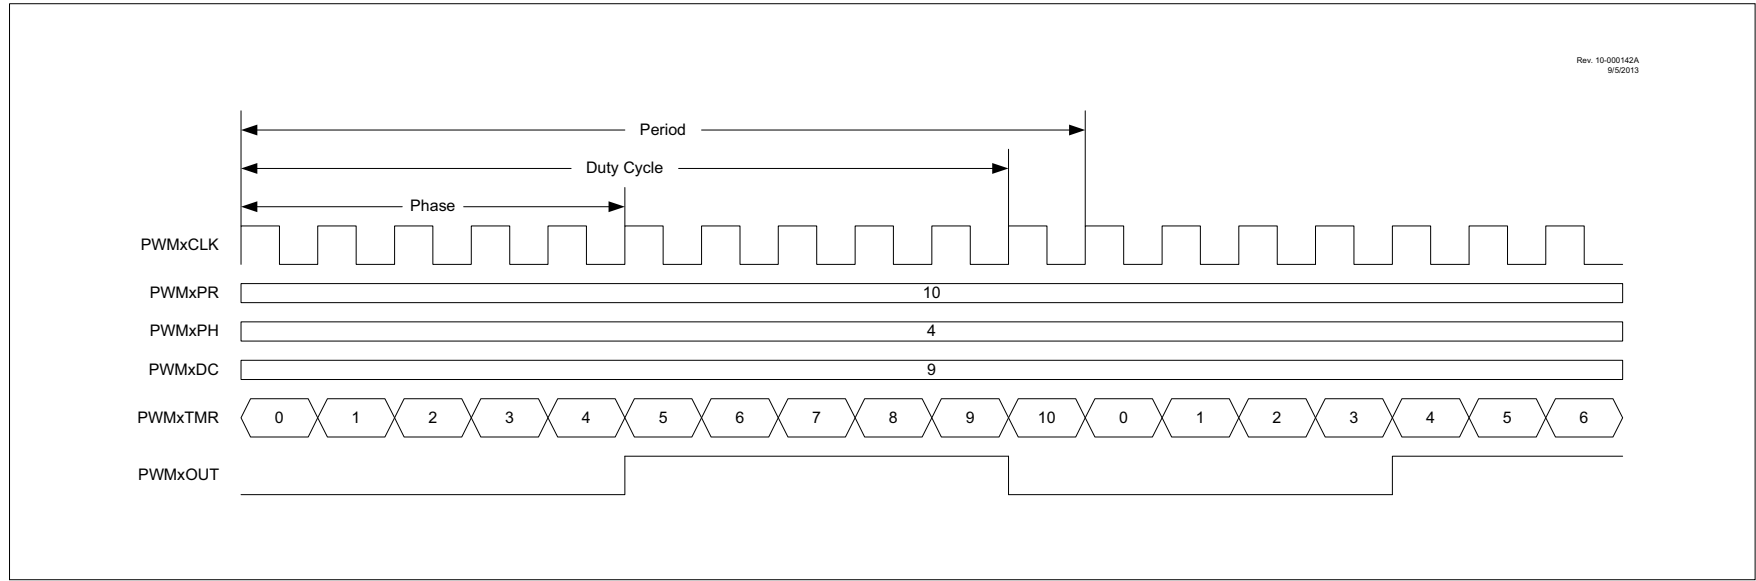 Rev. 10-000142A
9/5/2013
Period
Duty Cycle
Phase
PWMxCLK
PWMxPR 10
PWMxPH 4
PWMxDC 9
PWMxTMR 0 1 2 3 4 5 6 7 8 9 10 0 1 2 3 4 5 6
PWMxOUT